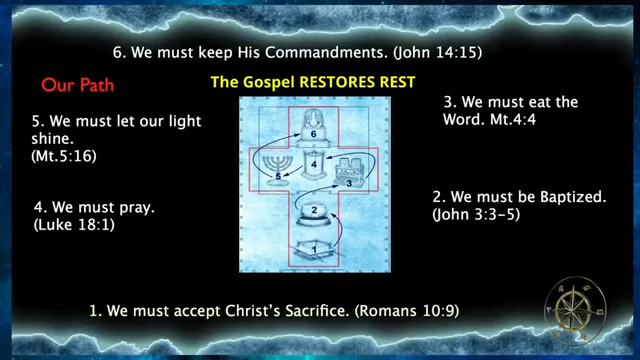 6. We must keep His Commandments. (John 14:15)
Our Path
The Gospel RESTORES REST
3. We must eat the
Word. Mt.4:4
5. We must let our light
shine.
(Mt.5:16)
6
4
5
3
2. We must be Baptized.
(John 3:3-5)
4. We must pray.
(Luke 18:1)
2
1
1. We must accept Christ's Sacrifice. (Romans 10:9)